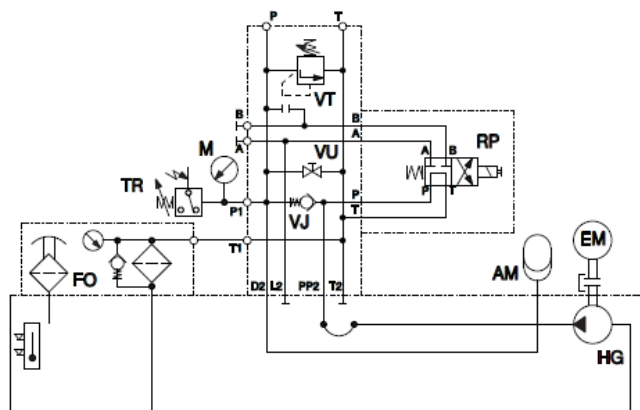 P T
VT
B B
A A A B RP
M VU
TR P P T
P1 VJ T
T1 EM
FO AM
D2 L2 PP2 T2
HG